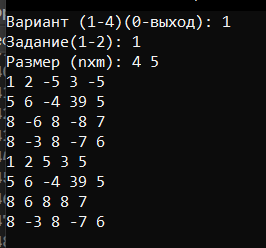 Вариант (1-4)(0-выход): 1
Задание(1-2): 1
Размер (nxm): 4 5
1 2 -5 3 -5
5 6 -4 39 5
8 -6 8 -8 7
8 -3 8 -7 6
1 2 5 3 5
5 6 -4 39 5
8 6 8 8 7
8 -3 8 -7 6